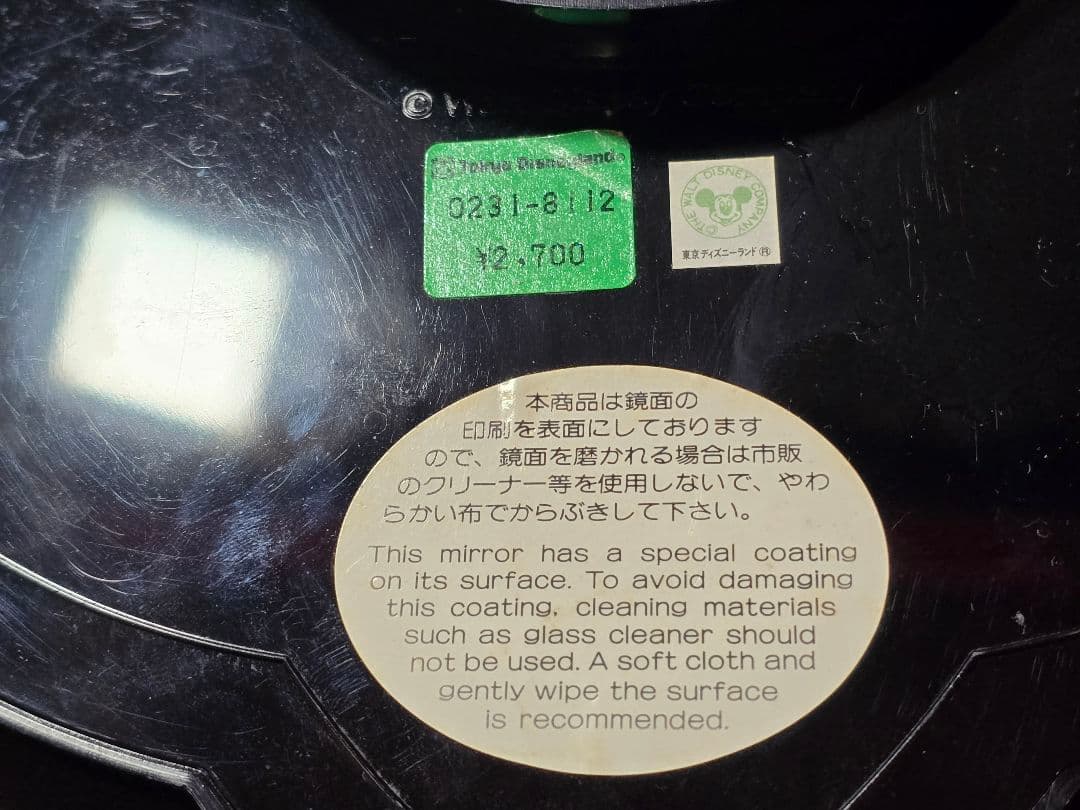 ©
Tokyo Disneyland®
0231-8112
¥2,700
©THE WALT DISNEY COMPANY
東京ディズニーランド 月
本商品は鏡面の
印刷を表面にしております
ので、鏡面を磨かれる場合は市販
のクリーナー等を使用しないで、やわ
らかい布でからぶきして下さい。
This mirror has a special coating
on its surface. To avoid damaging
this coating, cleaning materials
such as glass cleaner should
not be used. A soft cloth and
gently wipe the surface
is recommended.